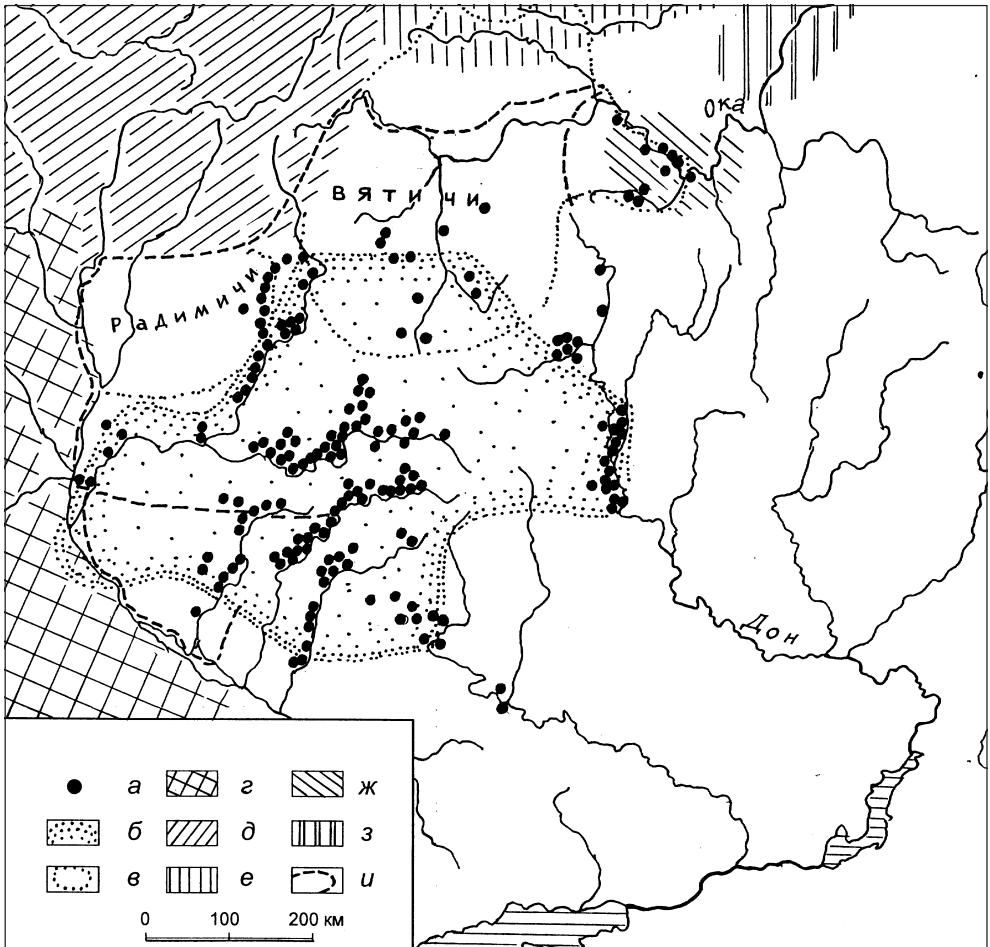 Ока
ВЯТИЧИ
Радимичи
Дон
а г ж
б д з
в е и
0 100 200 км